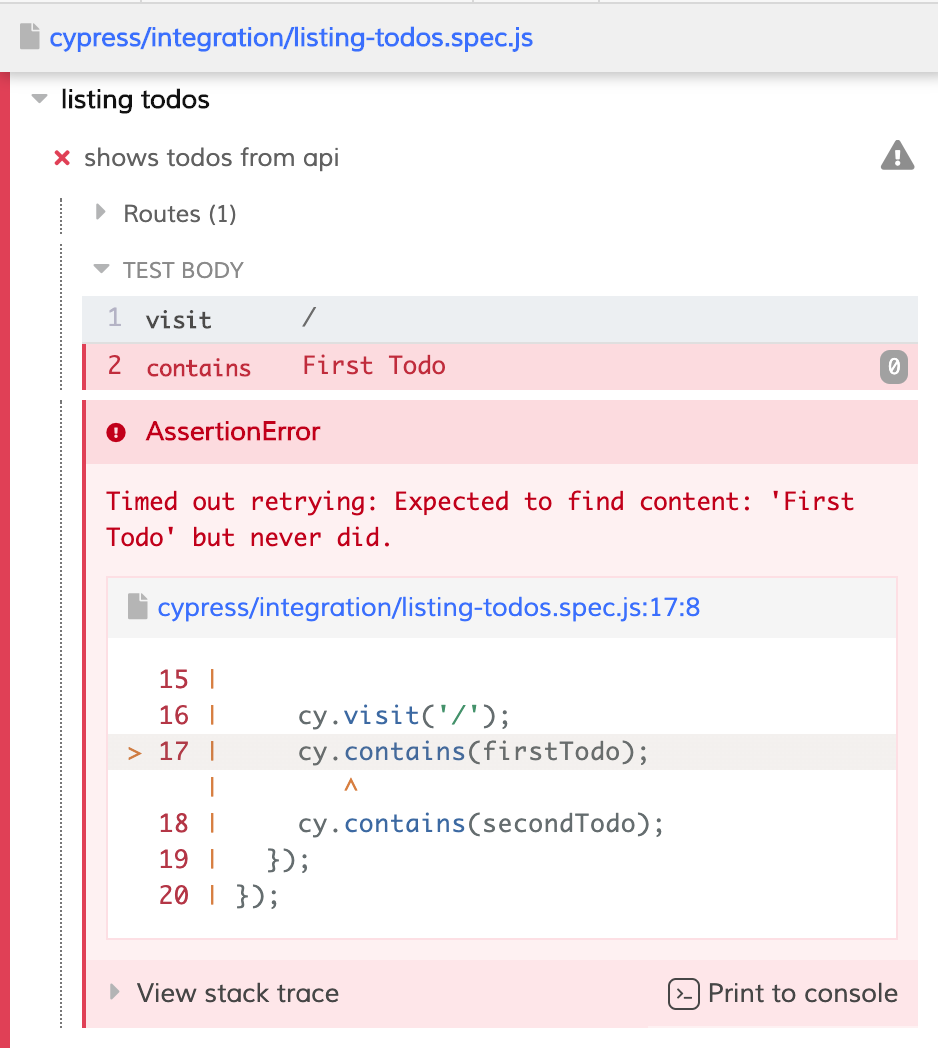 cypress/integration/listing-todos.spec.js
listing todos
shows todos from api
Routes (1)
TEST BODY
1 visit /
2 contains First Todo 0
AssertionError
Timed out retrying: Expected to find content: 'First
Todo' but never did.
cypress/integration/listing-todos.spec.js:17:8
15 |
16 |     cy.visit('/');
> 17 |     cy.contains(firstTodo);
|        ^
18 |     cy.contains(secondTodo);
19 |   });
20 | });
View stack trace Print to console